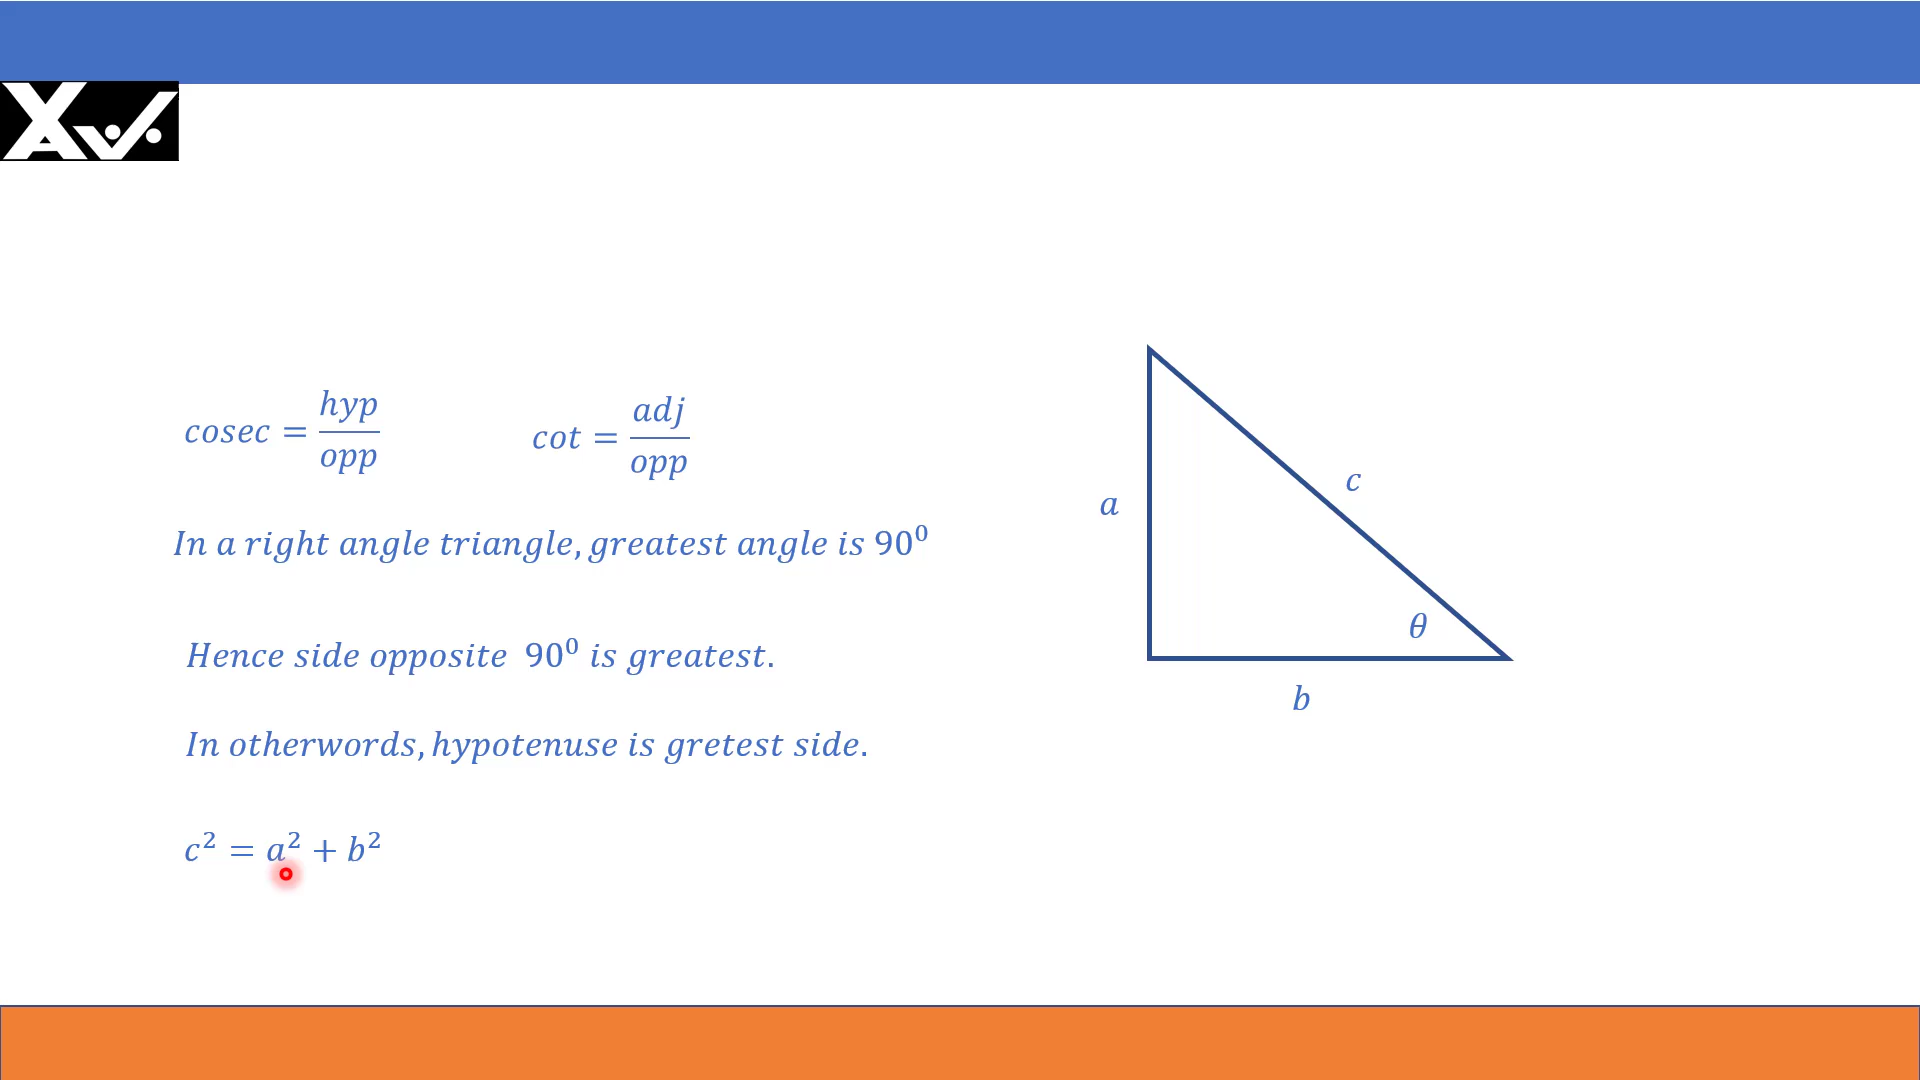 cosec = hyp/opp
cot = adj/opp
In a right angle triangle, greatest angle is 90⁰
Hence side opposite 90⁰ is greatest.
In otherwords, hypotenuse is gretest side.
c² = a² + b²
a
c
θ
b